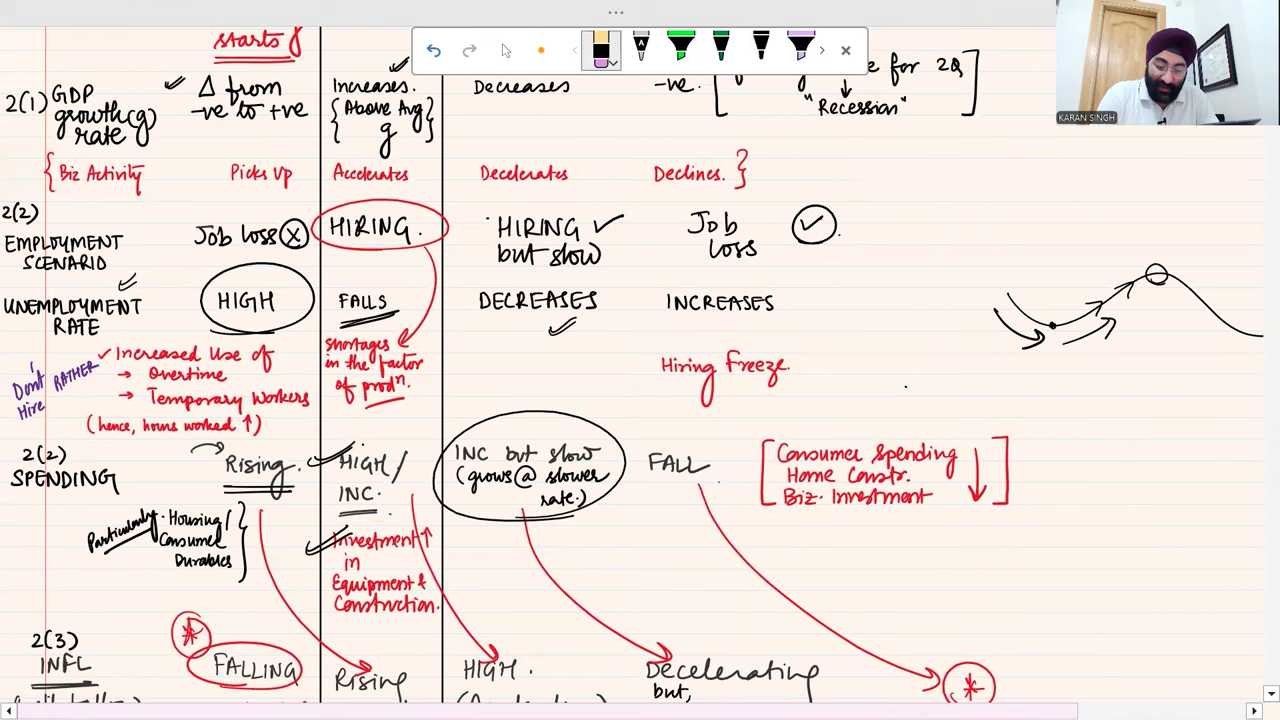 starts
2(1) GDP growth(g) rate
✓ Δ from -ve to +ve
Increases. {Above Avg g}
Decreases
-ve.
for 2Q
↓
"Recession"
{Biz Activity Picks Up Accelerates Decelerates Declines.}
2(2)
EMPLOYMENT SCENARIO
Job loss ⓧ
HIRING.
HIRING ✓ but slow
Job loss ✓
UNEMPLOYMENT RATE
HIGH
FALLS
DECREASES
INCREASES
Don't Hire
RATHER
✓ Increased Use of
→ Overtime
→ Temporary Workers
(hence, hours worked ↑)
Shortages in the factor of prodn.
Hiring Freeze.
2(2)
SPENDING
Rising.
HIGH/ INC.
INC but slow
(grows @ slower rate.)
FALL
[Consumer Spending
Home Constr.
Biz. Investment ↓]
Particularly. Housing/
Consumer
Durables
Investment ↑
in
Equipment &
Construction.
2(3)
INFL
*
FALLING
Rising
HIGH.
Decelerating
but,
*
KARAN SINGH